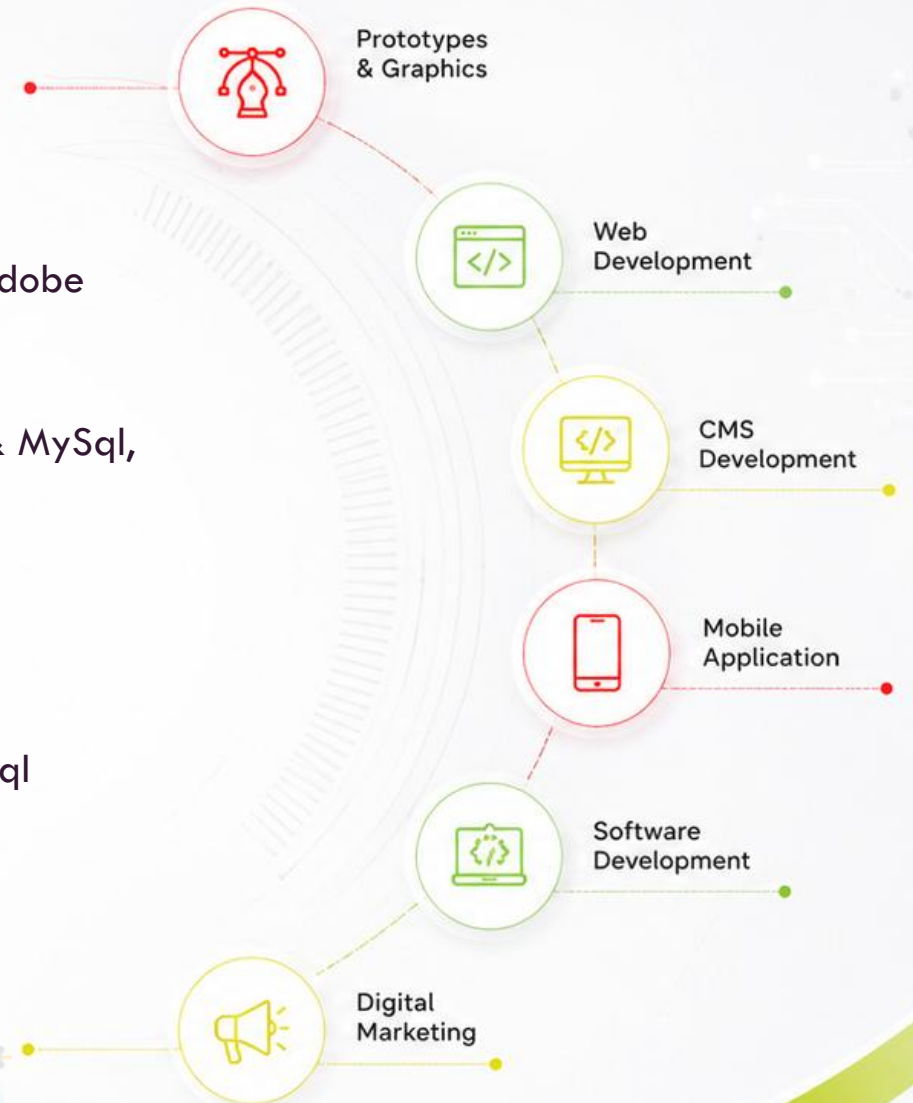 Prototypes
& Graphics
Web
Development
dobe
& MySql,
CMS
Development
Mobile
Application
ql
Software
Development
Digital
Marketing